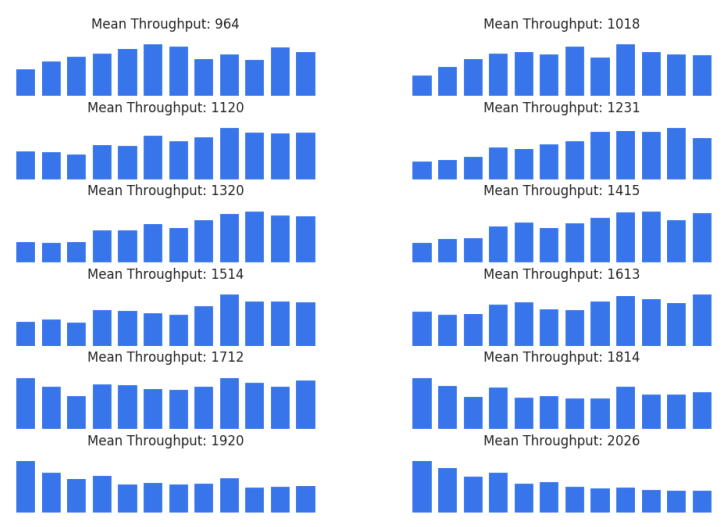 Mean Throughput: 964
Mean Throughput: 1018
Mean Throughput: 1120
Mean Throughput: 1231
Mean Throughput: 1320
Mean Throughput: 1415
Mean Throughput: 1514
Mean Throughput: 1613
Mean Throughput: 1712
Mean Throughput: 1814
Mean Throughput: 1920
Mean Throughput: 2026